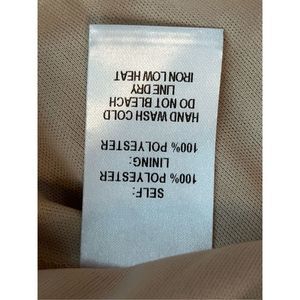 SELF:
100% POLYESTER
LINING:
100% POLYESTER
HAND WASH COLD
DO NOT BLEACH
LINE DRY
IRON LOW HEAT